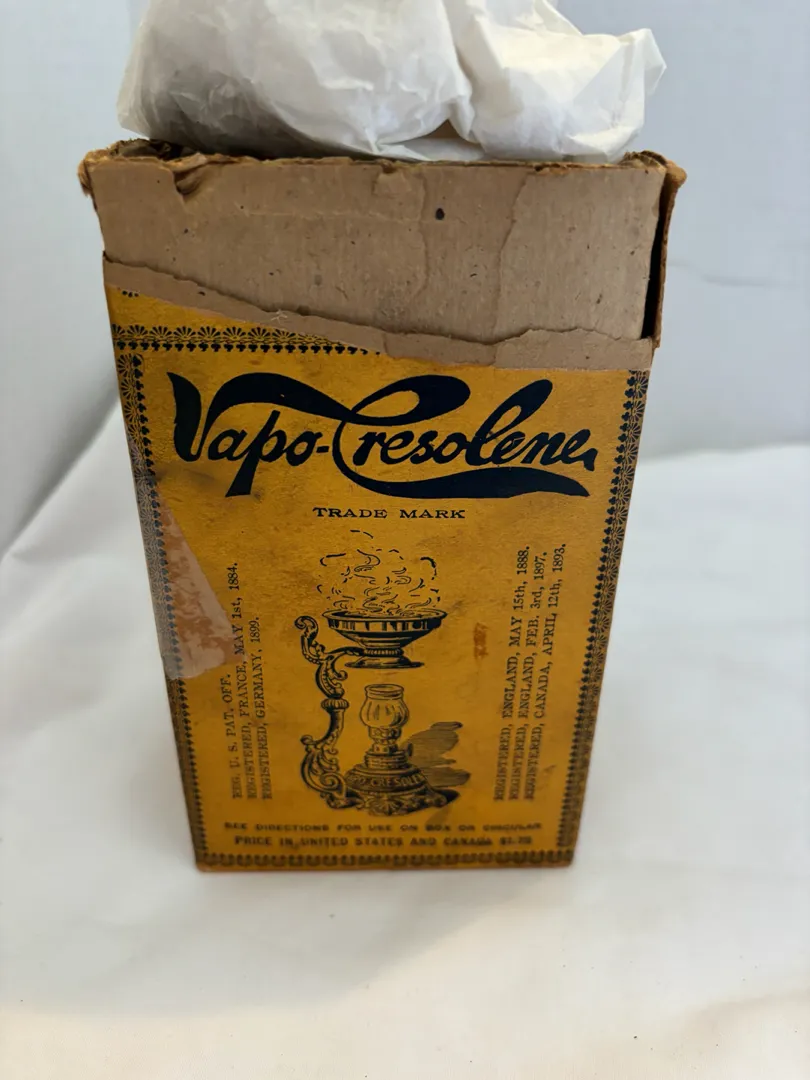 Vapo-Cresolene
TRADE MARK
REG. U. S. PAT. OFF.
REGISTERED, FRANCE, MAY 1st, 1884.
REGISTERED, GERMANY, 1899.
REGISTERED, ENGLAND, MAY 15th, 1888.
REGISTERED, ENGLAND, FEB. 3rd, 1897.
REGISTERED, CANADA, APRIL 12th, 1893.
SEE DIRECTIONS FOR USE ON BOX OR CIRCULAR
PRICE IN UNITED STATES AND CANADA